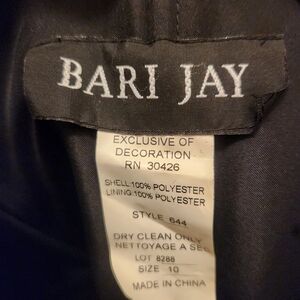 BARI JAY
EXCLUSIVE OF
DECORATION
RN 30426
SHELL:100% POLYESTER
LINING:100% POLYESTER
STYLE 644
DRY CLEAN ONLY
NETTOYAGE A SEC
LOT 8288
SIZE 10
MADE IN CHINA